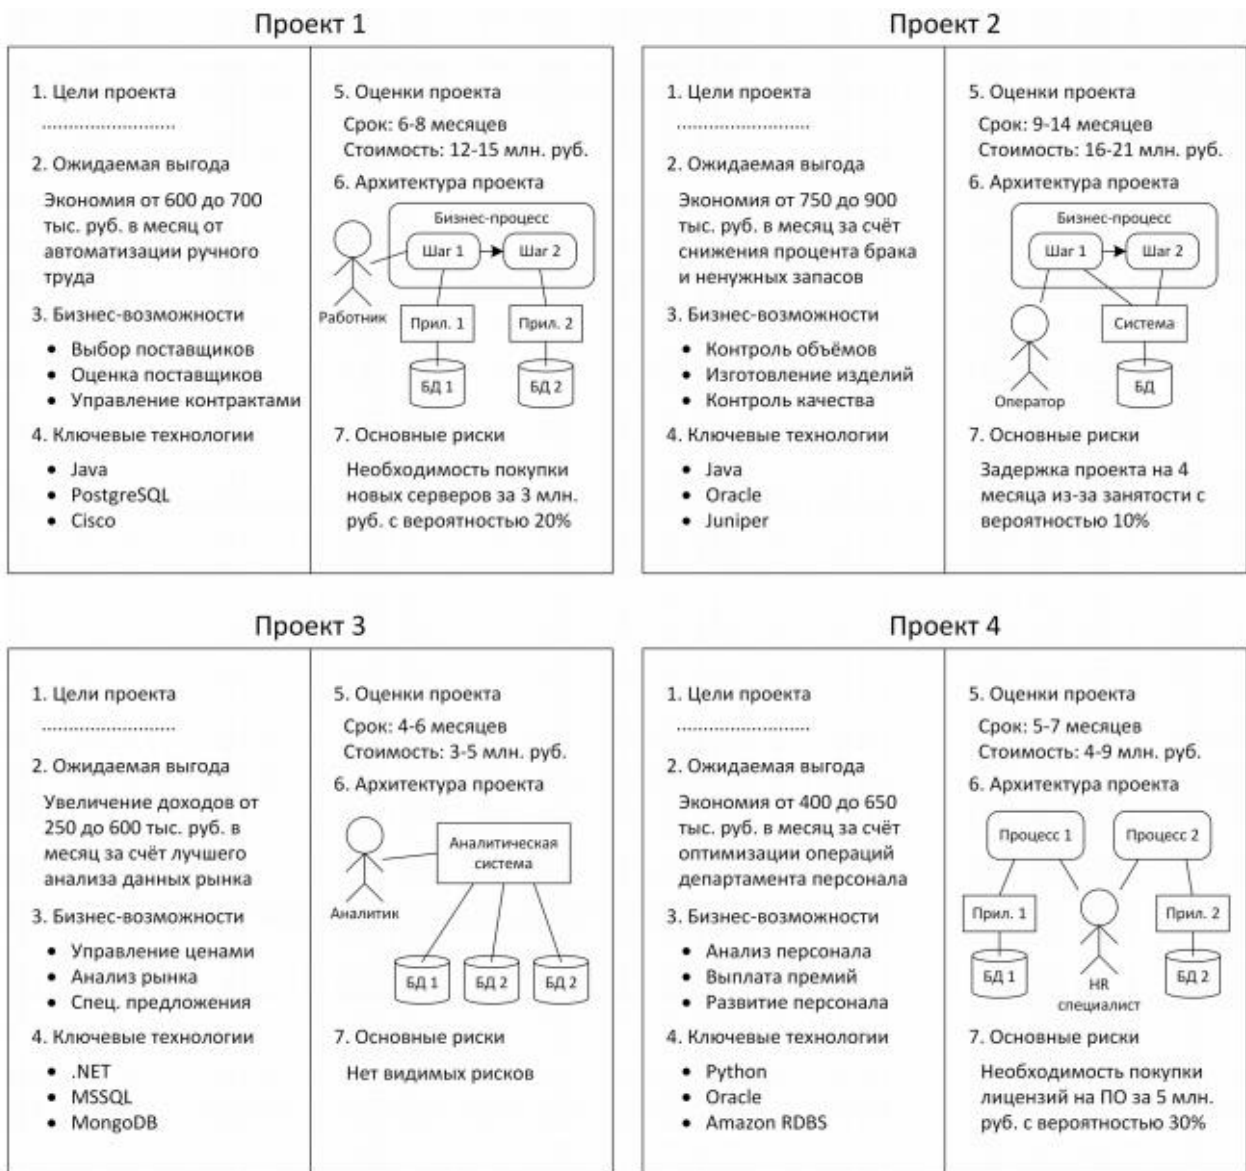 Проект 1
1. Цели проекта
..............................
2. Ожидаемая выгода
Экономия от 600 до 700
тыс. руб. в месяц от
автоматизации ручного
труда
3. Бизнес-возможности
• Выбор поставщиков
• Оценка поставщиков
• Управление контрактами
4. Ключевые технологии
• Java
• PostgreSQL
• Cisco
5. Оценки проекта
Срок: 6-8 месяцев
Стоимость: 12-15 млн. руб.
6. Архитектура проекта
Бизнес-процесс
Шаг 1
Шаг 2
Работник
Прил. 1
Прил. 2
БД 1
БД 2
7. Основные риски
Необходимость покупки
новых серверов за 3 млн.
руб. с вероятностью 20%
Проект 2
1. Цели проекта
..............................
2. Ожидаемая выгода
Экономия от 750 до 900
тыс. руб. в месяц за счёт
снижения процента брака
и ненужных запасов
3. Бизнес-возможности
• Контроль объёмов
• Изготовление изделий
• Контроль качества
4. Ключевые технологии
• Java
• Oracle
• Juniper
5. Оценки проекта
Срок: 9-14 месяцев
Стоимость: 16-21 млн. руб.
6. Архитектура проекта
Бизнес-процесс
Шаг 1
Шаг 2
Система
БД
Оператор
7. Основные риски
Задержка проекта на 4
месяца из-за занятости с
вероятностью 10%
Проект 3
1. Цели проекта
..............................
2. Ожидаемая выгода
Увеличение доходов от
250 до 600 тыс. руб. в
месяц за счёт лучшего
анализа данных рынка
3. Бизнес-возможности
• Управление ценами
• Анализ рынка
• Спец. предложения
4. Ключевые технологии
• .NET
• MSSQL
• MongoDB
5. Оценки проекта
Срок: 4-6 месяцев
Стоимость: 3-5 млн. руб.
6. Архитектура проекта
Аналитическая
система
Аналитик
БД 1
БД 2
БД 2
7. Основные риски
Нет видимых рисков
Проект 4
1. Цели проекта
..............................
2. Ожидаемая выгода
Экономия от 400 до 650
тыс. руб. в месяц за счёт
оптимизации операций
департамента персонала
3. Бизнес-возможности
• Анализ персонала
• Выплата премий
• Развитие персонала
4. Ключевые технологии
• Python
• Oracle
• Amazon RDBS
5. Оценки проекта
Срок: 5-7 месяцев
Стоимость: 4-9 млн. руб.
6. Архитектура проекта
Процесс 1
Процесс 2
Прил. 1
Прил. 2
БД 1
БД 2
HR
специалист
7. Основные риски
Необходимость покупки
лицензий на ПО за 5 млн.
руб. с вероятностью 30%